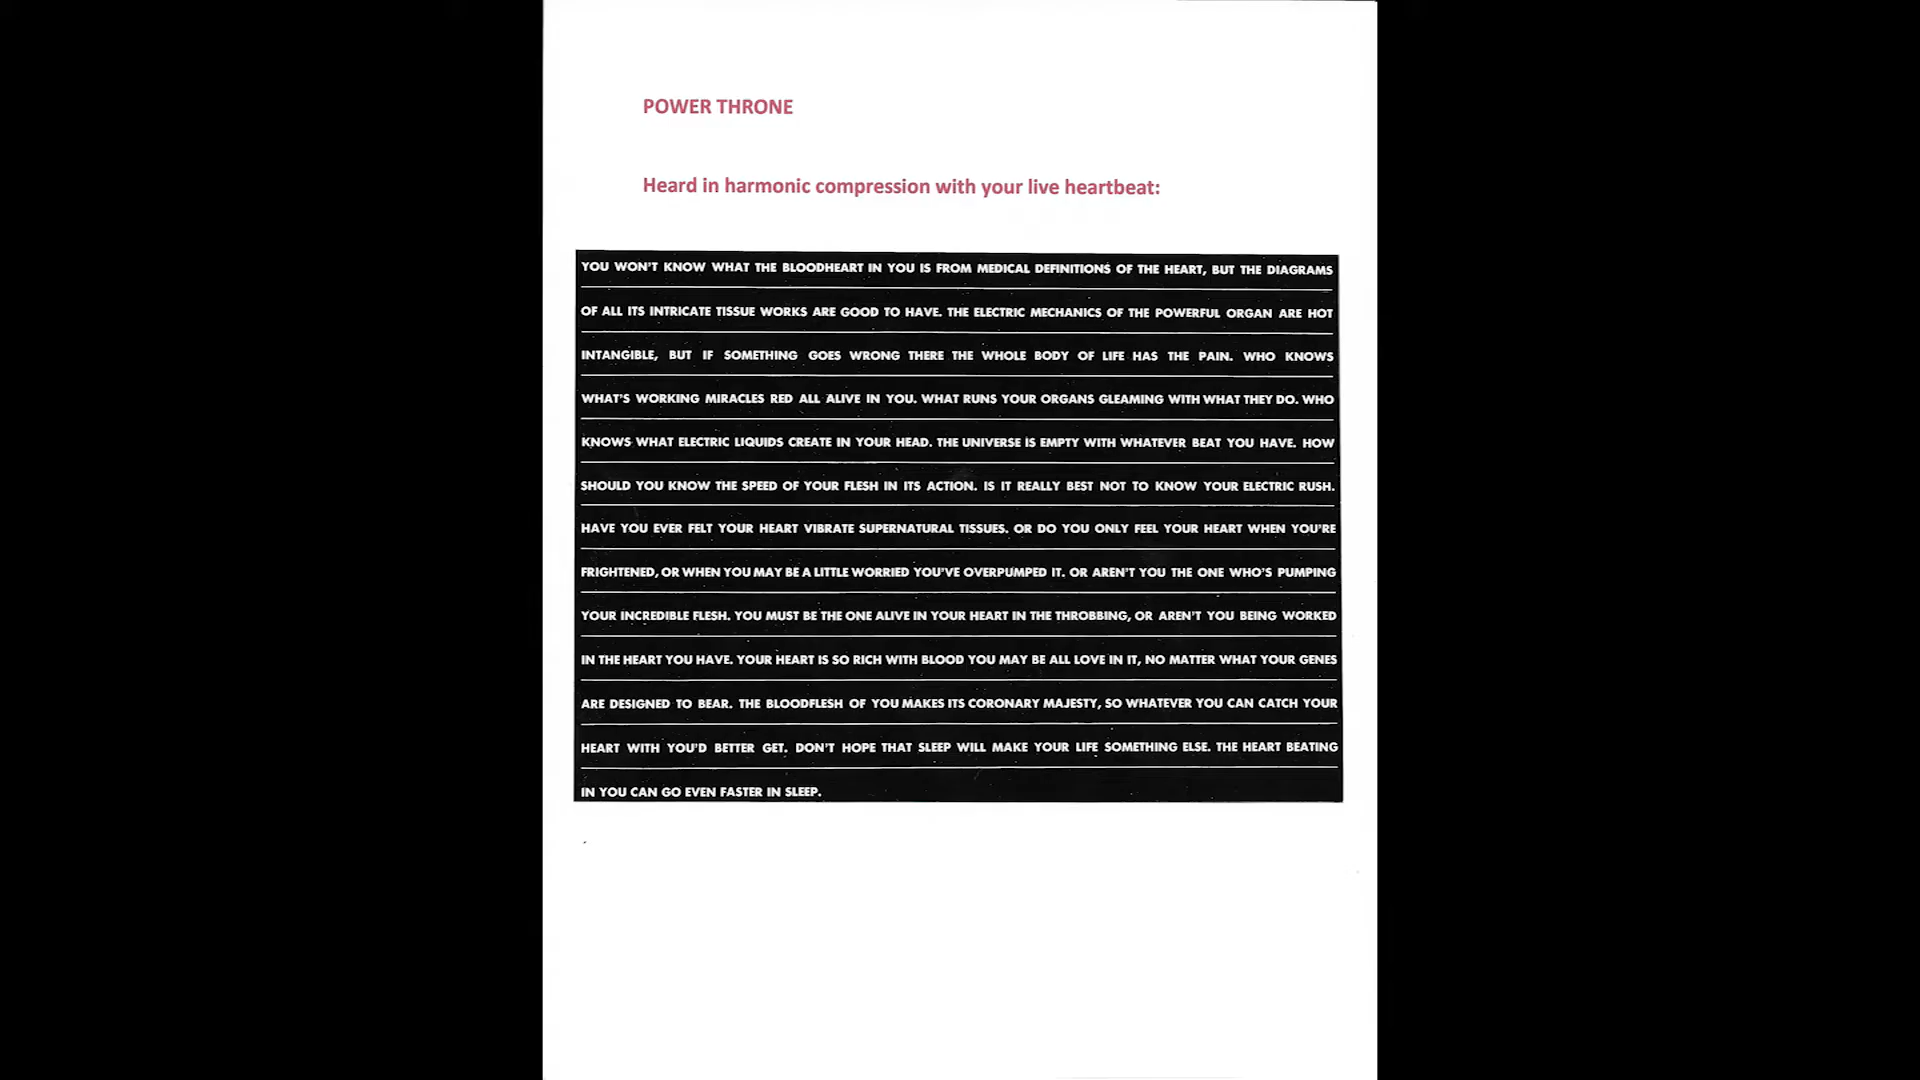 POWER THRONE
Heard in harmonic compression with your live heartbeat:
YOU WON'T KNOW WHAT THE BLOODHEART IN YOU IS FROM MEDICAL DEFINITIONS OF THE HEART, BUT THE DIAGRAMS
OF ALL ITS INTRICATE TISSUE WORKS ARE GOOD TO HAVE. THE ELECTRIC MECHANICS OF THE POWERFUL ORGAN ARE HOT
INTANGIBLE, BUT IF SOMETHING GOES WRONG THERE THE WHOLE BODY OF LIFE HAS THE PAIN. WHO KNOWS
WHAT'S WORKING MIRACLES RED ALL ALIVE IN YOU. WHAT RUNS YOUR ORGANS GLEAMING WITH WHAT THEY DO. WHO
KNOWS WHAT ELECTRIC LIQUIDS CREATE IN YOUR HEAD. THE UNIVERSE IS EMPTY WITH WHATEVER BEAT YOU HAVE. HOW
SHOULD YOU KNOW THE SPEED OF YOUR FLESH IN ITS ACTION. IS IT REALLY BEST NOT TO KNOW YOUR ELECTRIC RUSH.
HAVE YOU EVER FELT YOUR HEART VIBRATE SUPERNATURAL TISSUES. OR DO YOU ONLY FEEL YOUR HEART WHEN YOU'RE
FRIGHTENED, OR WHEN YOU MAY BE A LITTLE WORRIED YOU'VE OVERPUMPED IT. OR AREN'T YOU THE ONE WHO'S PUMPING
YOUR INCREDIBLE FLESH. YOU MUST BE THE ONE ALIVE IN YOUR HEART IN THE THROBBING, OR AREN'T YOU BEING WORKED
IN THE HEART YOU HAVE. YOUR HEART IS SO RICH WITH BLOOD YOU MAY BE ALL LOVE IN IT, NO MATTER WHAT YOUR GENES
ARE DESIGNED TO BEAR. THE BLOODFLESH OF YOU MAKES ITS CORONARY MAJESTY, SO WHATEVER YOU CAN CATCH YOUR
HEART WITH YOU'D BETTER GET. DON'T HOPE THAT SLEEP WILL MAKE YOUR LIFE SOMETHING ELSE. THE HEART BEATING
IN YOU CAN GO EVEN FASTER IN SLEEP.